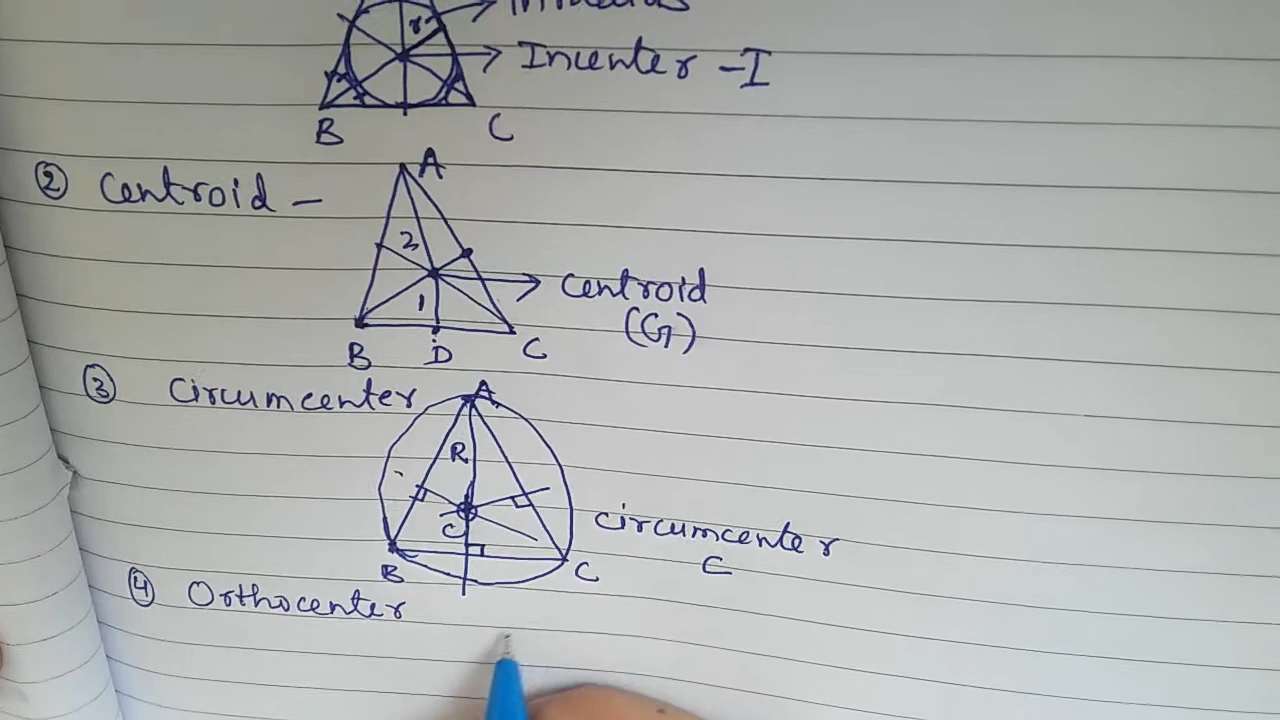 r
Incenter - I
B C
A
② Centroid -
2
1
centroid
(G)
B D C
③ Circumcenter
A
R
C
circumcenter
C
B C
④ Orthocenter